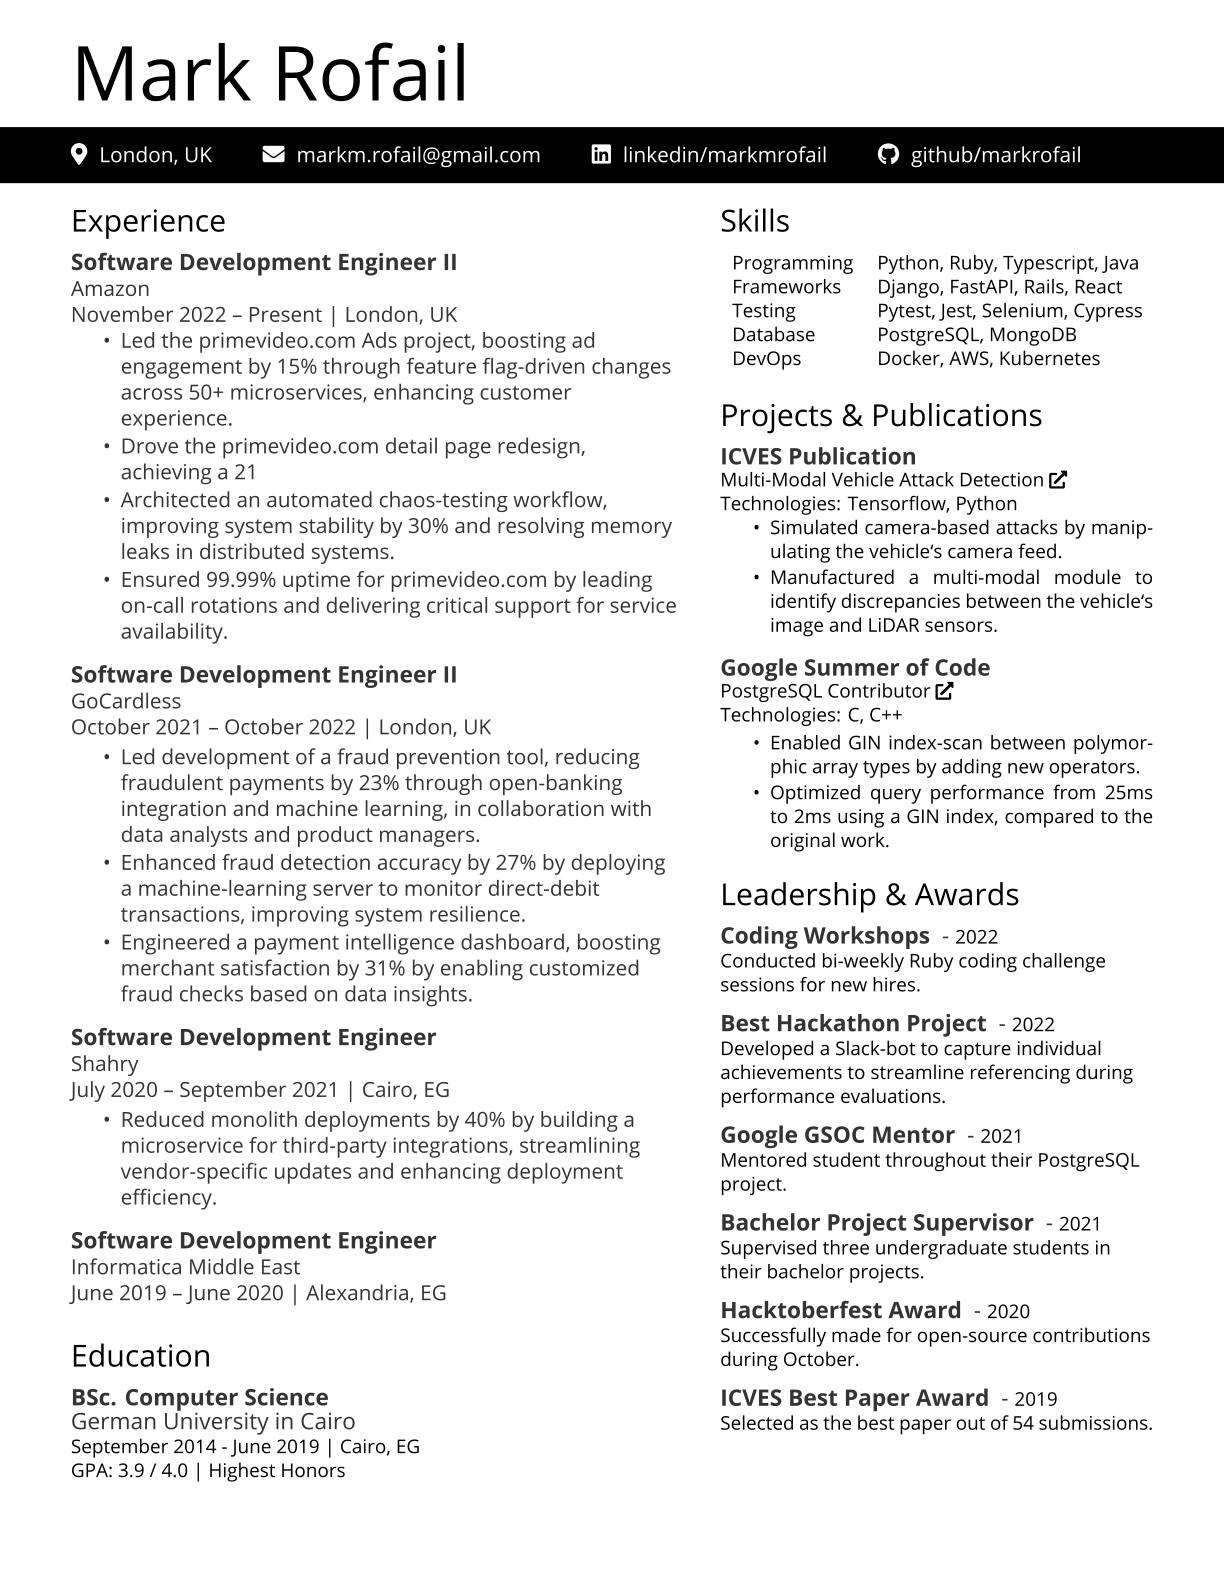 Mark Rofail
London, UK markm.rofail@gmail.com linkedin/markmrofail github/markrofail
Experience
Software Development Engineer II
Amazon
November 2022 – Present | London, UK
• Led the primevideo.com Ads project, boosting ad
engagement by 15% through feature flag-driven changes
across 50+ microservices, enhancing customer
experience.
• Drove the primevideo.com detail page redesign,
achieving a 21
• Architected an automated chaos-testing workflow,
improving system stability by 30% and resolving memory
leaks in distributed systems.
• Ensured 99.99% uptime for primevideo.com by leading
on-call rotations and delivering critical support for service
availability.
Software Development Engineer II
GoCardless
October 2021 – October 2022 | London, UK
• Led development of a fraud prevention tool, reducing
fraudulent payments by 23% through open-banking
integration and machine learning, in collaboration with
data analysts and product managers.
• Enhanced fraud detection accuracy by 27% by deploying
a machine-learning server to monitor direct-debit
transactions, improving system resilience.
• Engineered a payment intelligence dashboard, boosting
merchant satisfaction by 31% by enabling customized
fraud checks based on data insights.
Software Development Engineer
Shahry
July 2020 – September 2021 | Cairo, EG
• Reduced monolith deployments by 40% by building a
microservice for third-party integrations, streamlining
vendor-specific updates and enhancing deployment
efficiency.
Software Development Engineer
Informatica Middle East
June 2019 – June 2020 | Alexandria, EG
Education
BSc. Computer Science
German University in Cairo
September 2014 - June 2019 | Cairo, EG
GPA: 3.9 / 4.0 | Highest Honors
Skills
Programming Python, Ruby, Typescript, Java
Frameworks Django, FastAPI, Rails, React
Testing Pytest, Jest, Selenium, Cypress
Database PostgreSQL, MongoDB
DevOps Docker, AWS, Kubernetes
Projects & Publications
ICVES Publication
Multi-Modal Vehicle Attack Detection
Technologies: Tensorflow, Python
• Simulated camera-based attacks by manip-
ulating the vehicle‘s camera feed.
• Manufactured a multi-modal module to
identify discrepancies between the vehicle‘s
image and LiDAR sensors.
Google Summer of Code
PostgreSQL Contributor
Technologies: C, C++
• Enabled GIN index-scan between polymor-
phic array types by adding new operators.
• Optimized query performance from 25ms
to 2ms using a GIN index, compared to the
original work.
Leadership & Awards
Coding Workshops - 2022
Conducted bi-weekly Ruby coding challenge
sessions for new hires.
Best Hackathon Project - 2022
Developed a Slack-bot to capture individual
achievements to streamline referencing during
performance evaluations.
Google GSOC Mentor - 2021
Mentored student throughout their PostgreSQL
project.
Bachelor Project Supervisor - 2021
Supervised three undergraduate students in
their bachelor projects.
Hacktoberfest Award - 2020
Successfully made for open-source contributions
during October.
ICVES Best Paper Award - 2019
Selected as the best paper out of 54 submissions.